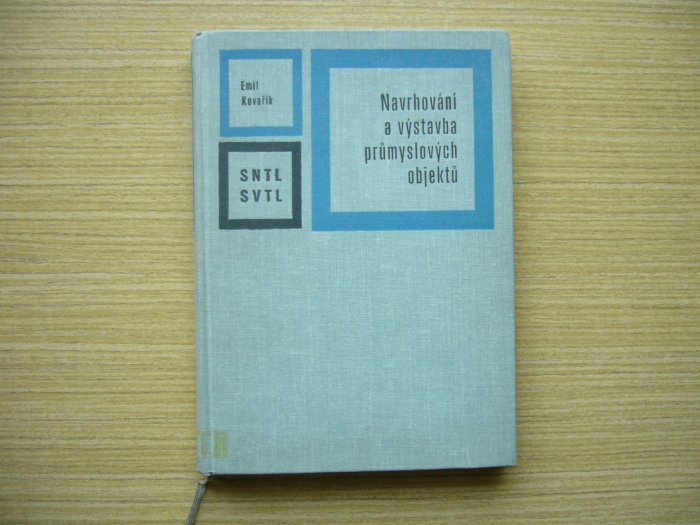 Emil
Kovařík
SNTL
SVTL
Navrhování
a výstavba
průmyslových
objektů